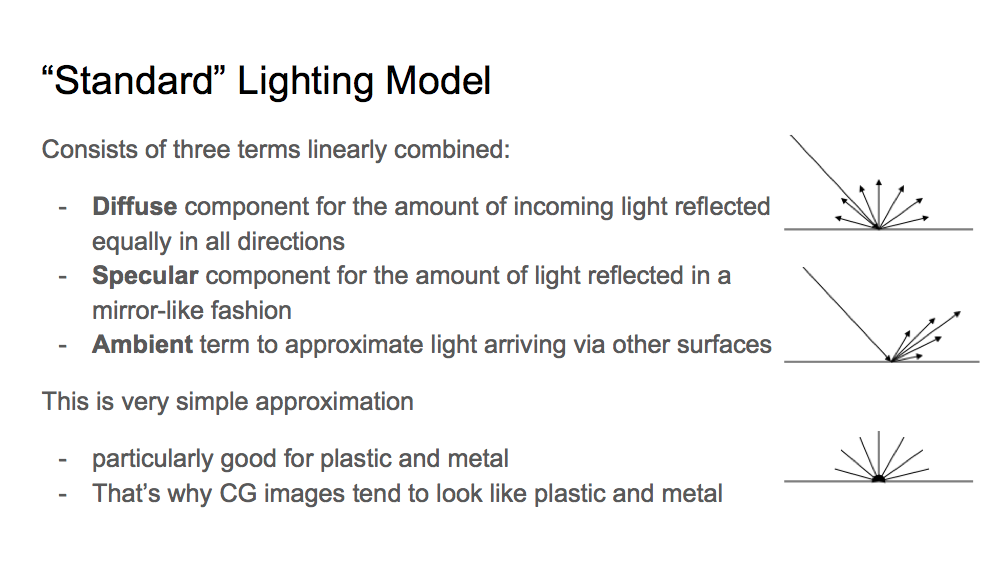 “Standard” Lighting Model
Consists of three terms linearly combined:
- Diffuse component for the amount of incoming light reflected
equally in all directions
- Specular component for the amount of light reflected in a
mirror-like fashion
- Ambient term to approximate light arriving via other surfaces
This is very simple approximation
- particularly good for plastic and metal
- That’s why CG images tend to look like plastic and metal